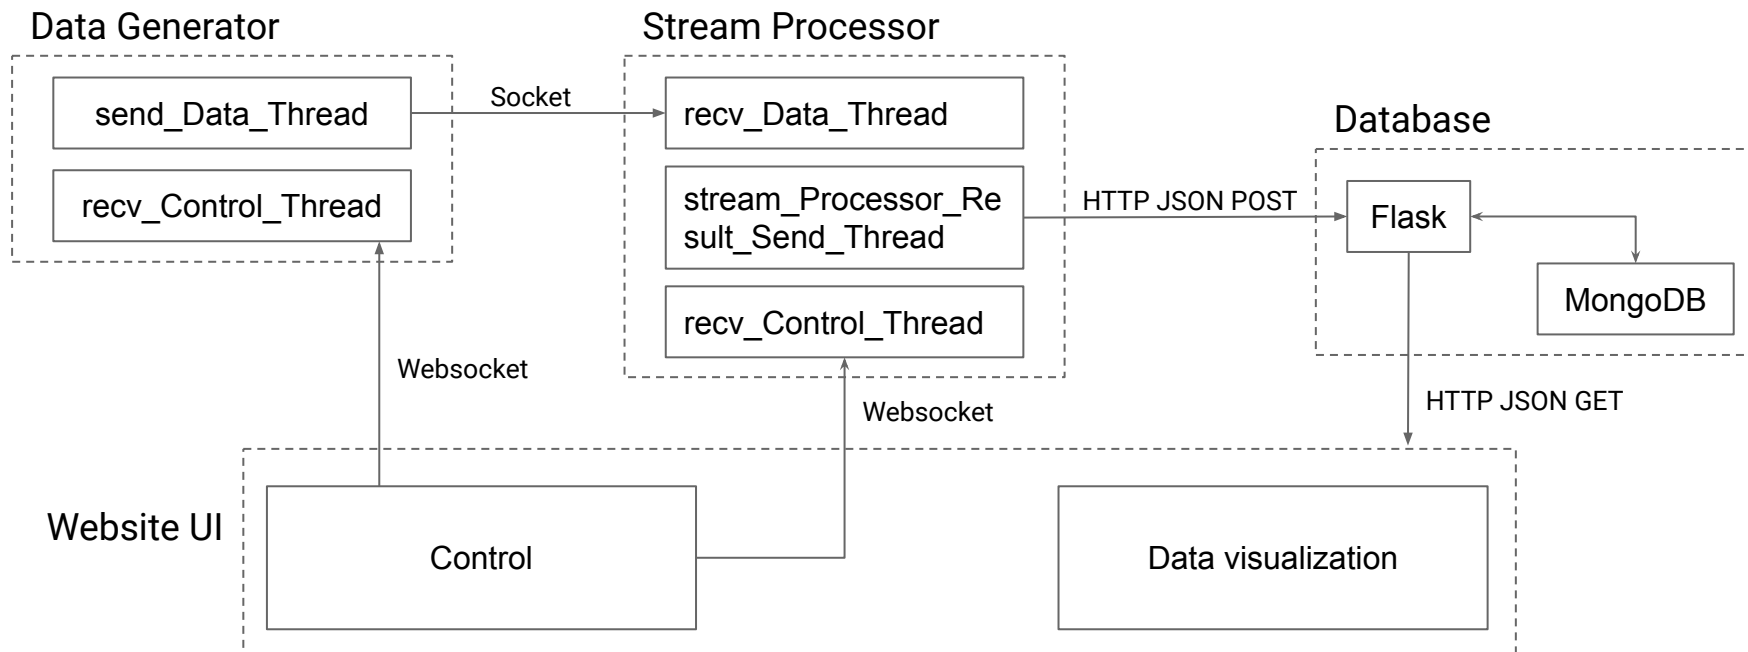 Data Generator
Stream Processor
send_Data_Thread
Socket
recv_Data_Thread
Database
recv_Control_Thread
stream_Processor_Re
sult_Send_Thread
HTTP JSON POST
Flask
MongoDB
recv_Control_Thread
Websocket
Websocket
HTTP JSON GET
Website UI
Control
Data visualization